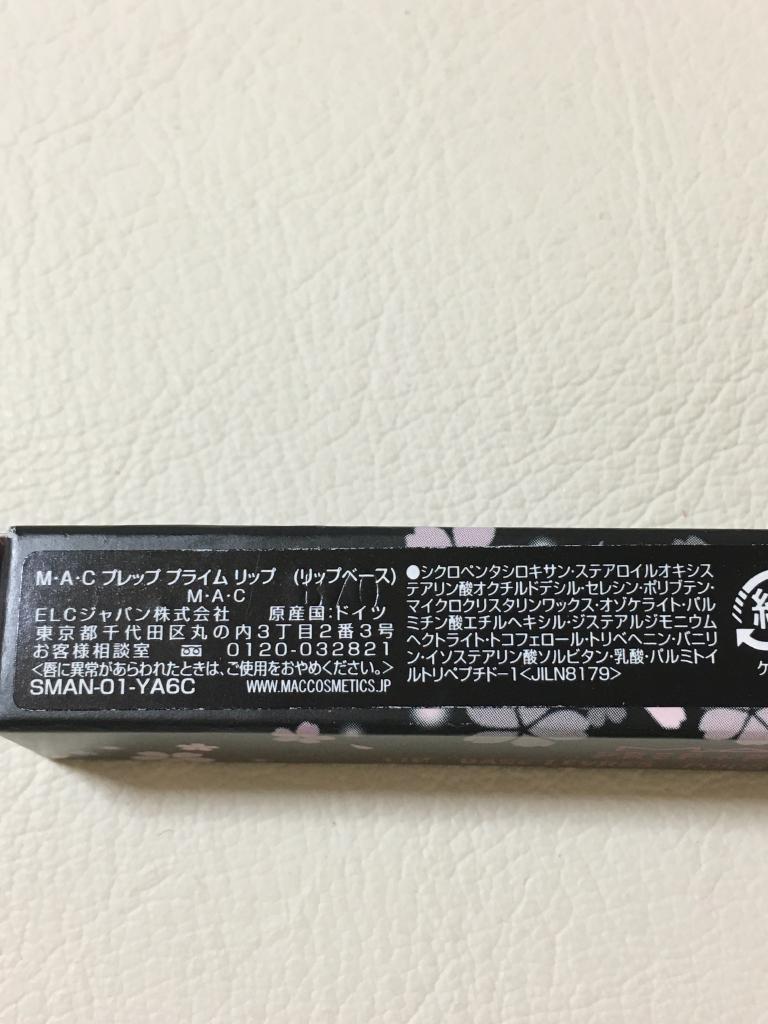 M・A・C プレップ プライム リップ (リップベース)
M・A・C
ELCジャパン株式会社 原産国:ドイツ
東京都千代田区丸の内3丁目2番3号
お客様相談室 0120-032821
<唇に異常があらわれたときは、ご使用をおやめください。>
SMAN-01-YA6C WWW.MACCOSMETICS.JP
●シクロペンタシロキサン・ステアロイルオキシス
テアリン酸オクチルドデシル・セレシン・ポリブテン・
マイクロクリスタリンワックス・オゾケライト・パル
ミチン酸エチルヘキシル・ジステアルジモニウム
ヘクトライト・トコフェロール・トリベヘニン・バニリ
ン・イソステアリン酸ソルビタン・乳酸・パルミトイ
ルトリペプチド-1<JILN8179>